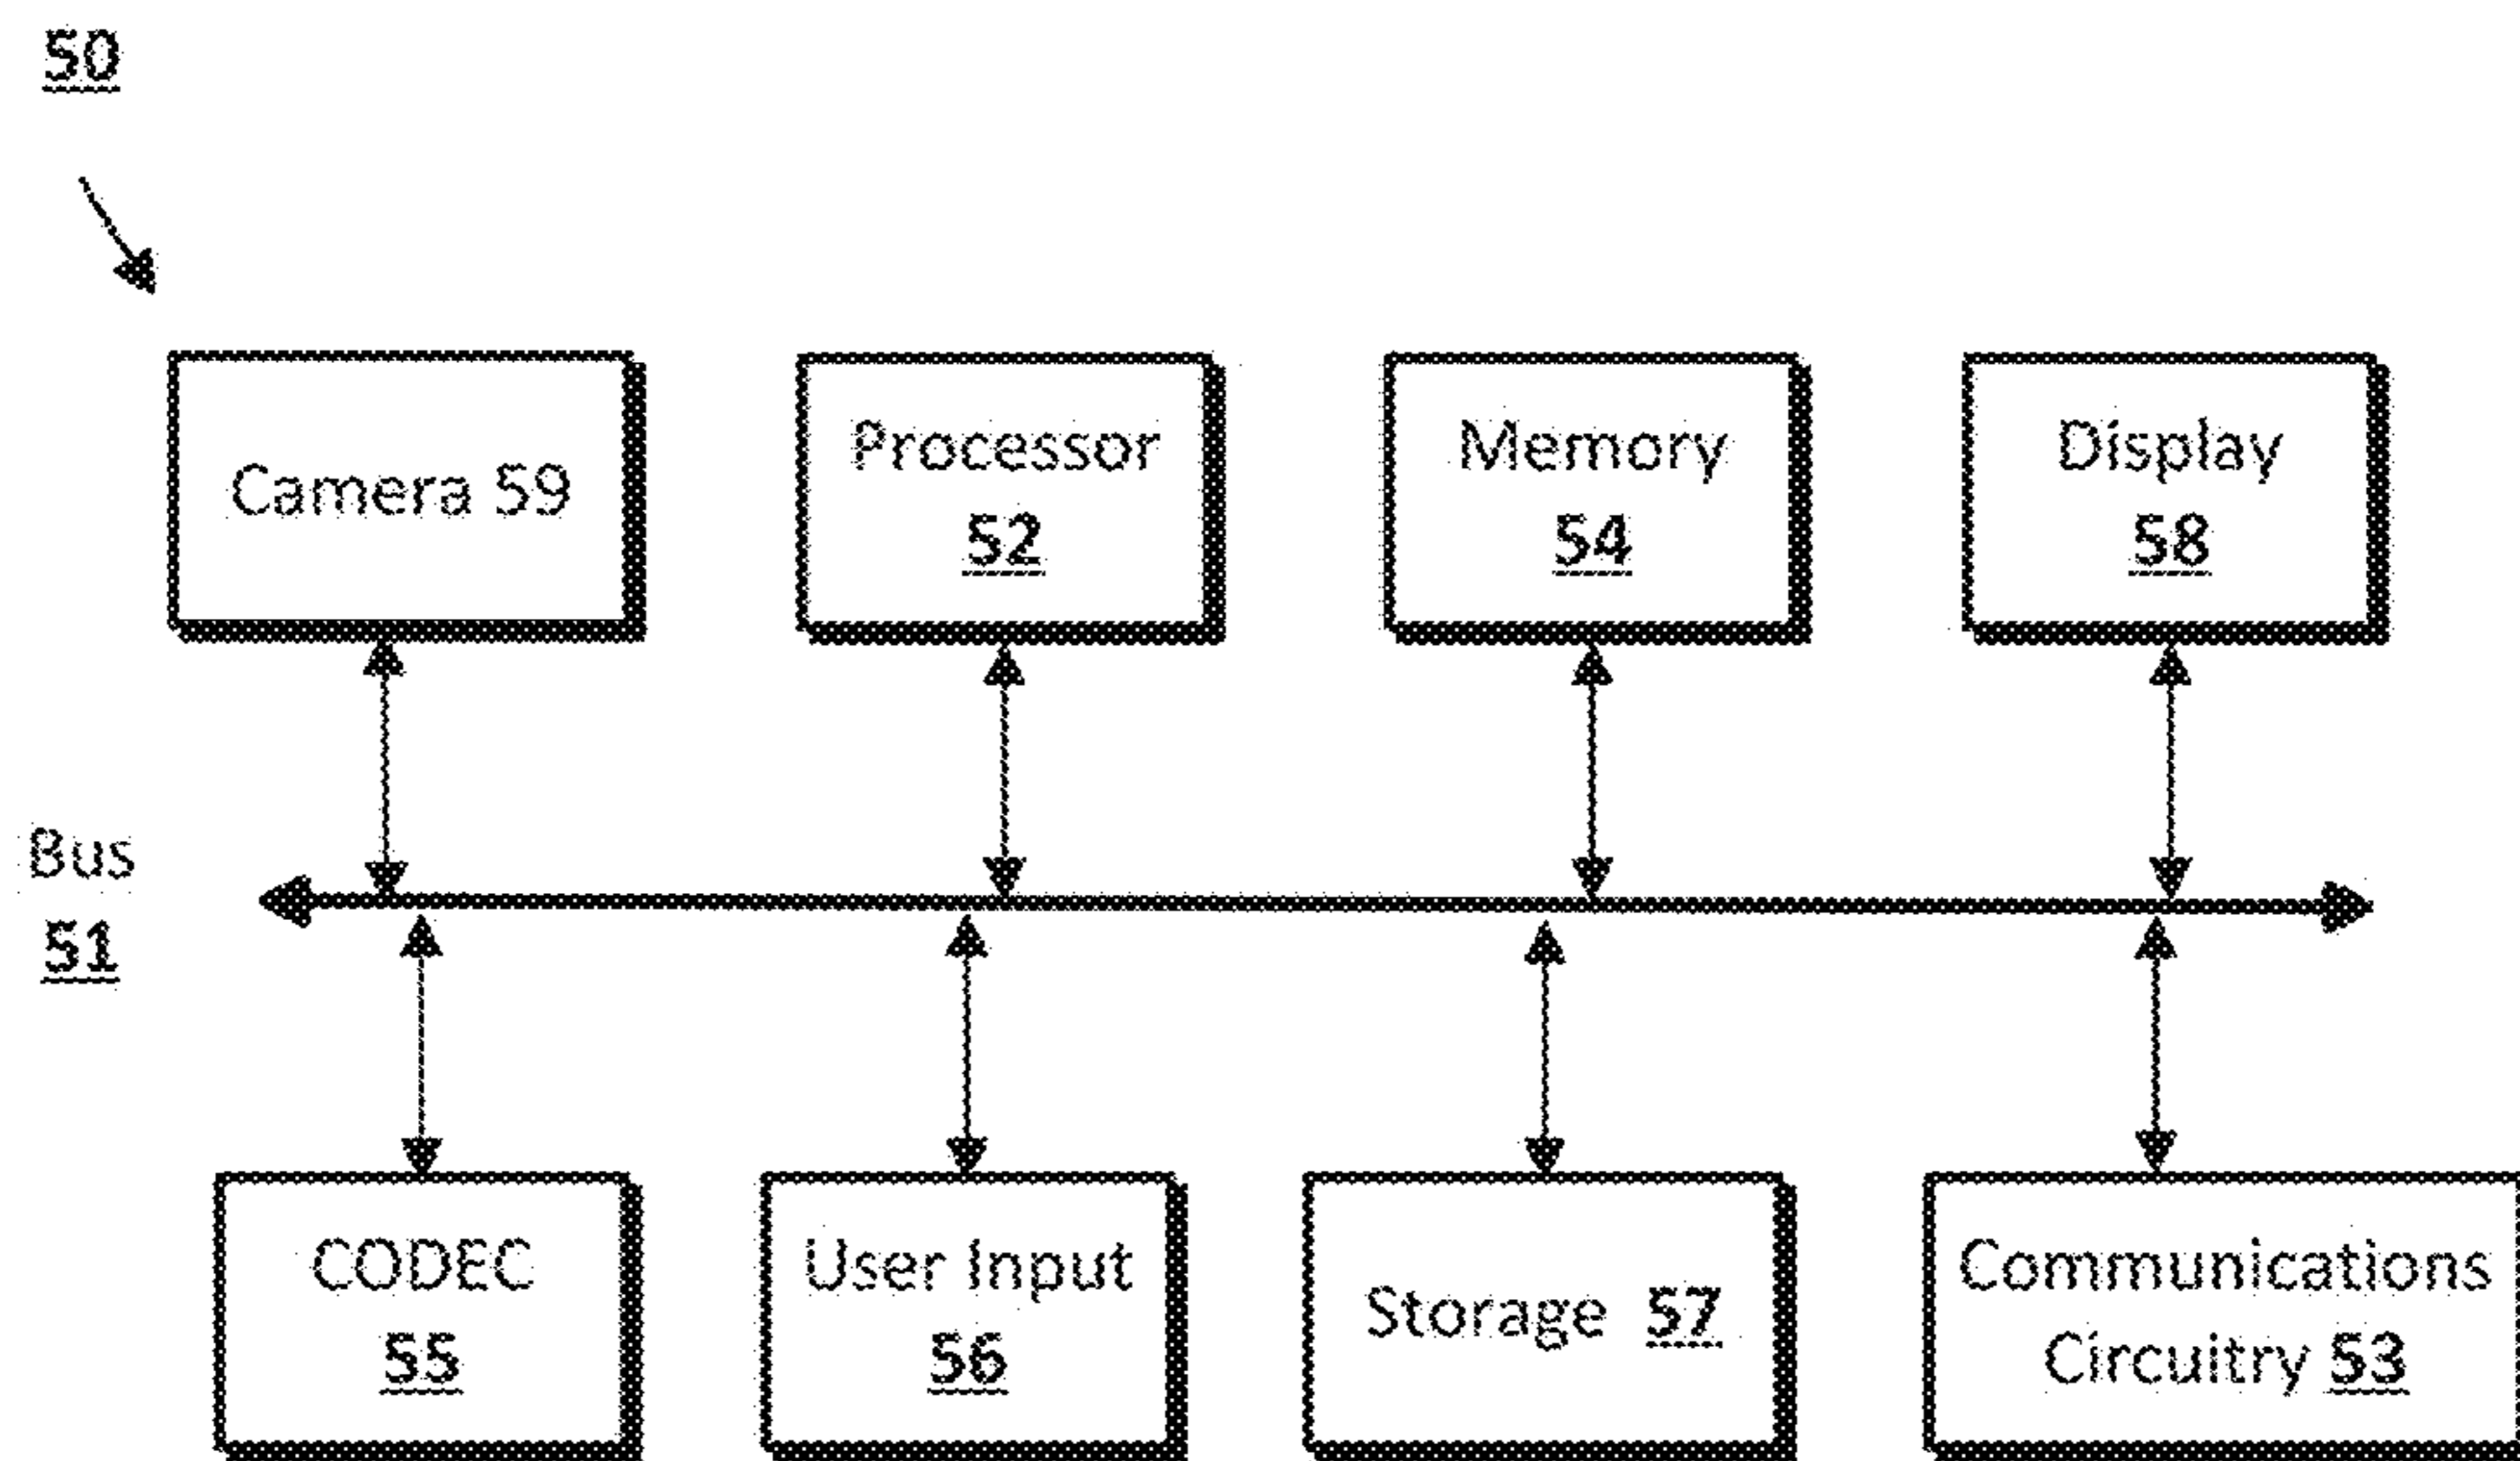 50
Camera 59
Processor
52
Memory
54
Display
58
Bus
51
CODEC
55
User Input
56
Storage 57
Communications
Circuitry 53